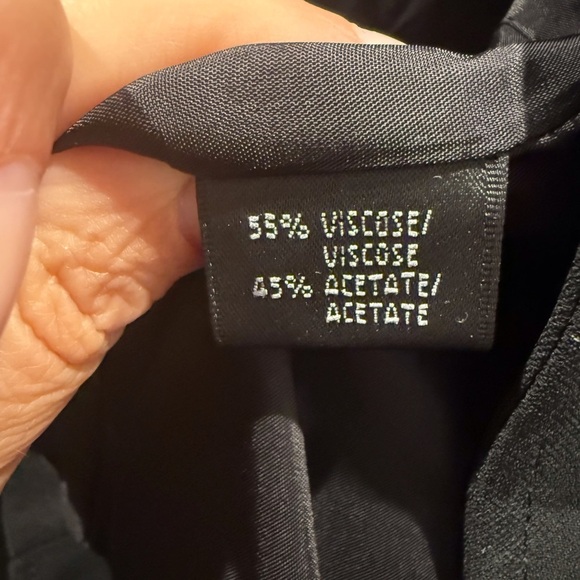 55% VISCOSE/
VISCOSE
45% ACETATE/
ACETATE